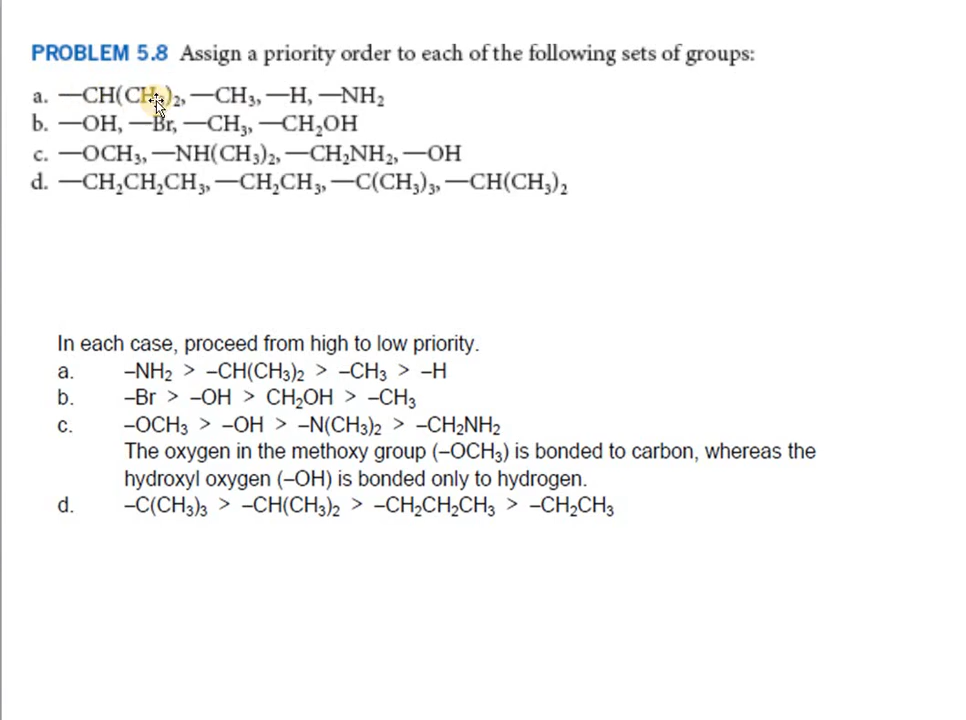 PROBLEM 5.8 Assign a priority order to each of the following sets of groups:
a. —CH(CH₃)₂, —CH₃, —H, —NH₂
b. —OH, —Br, —CH₃, —CH₂OH
c. —OCH₃, —NH(CH₃)₂, —CH₂NH₂, —OH
d. —CH₂CH₂CH₃, —CH₂CH₃, —C(CH₃)₃, —CH(CH₃)₂
In each case, proceed from high to low priority.
a. –NH₂ > –CH(CH₃)₂ > –CH₃ > –H
b. –Br > –OH > CH₂OH > –CH₃
c. –OCH₃ > –OH > –N(CH₃)₂ > –CH₂NH₂
The oxygen in the methoxy group (–OCH₃) is bonded to carbon, whereas the
hydroxyl oxygen (–OH) is bonded only to hydrogen.
d. –C(CH₃)₃ > –CH(CH₃)₂ > –CH₂CH₂CH₃ > –CH₂CH₃